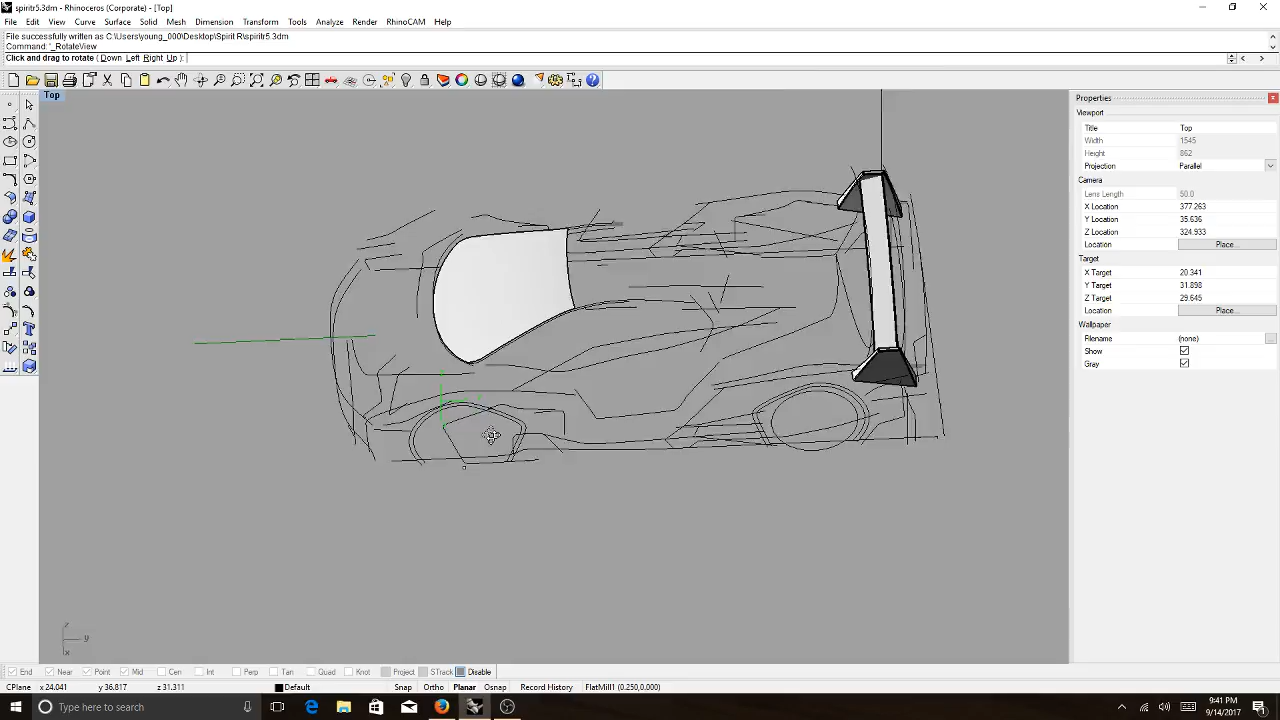 spiritr5.3dm - Rhinoceros (Corporate) - [Top]
File Edit View Curve Surface Solid Mesh Dimension Transform Tools Analyze Render RhinoCAM Help
File successfully written as C:\Users\young_000\Desktop\Spirit R\spiritr5.3dm
Command: '_RotateView
Click and drag to rotate ( Down Left Right Up ):
Top
Properties
Viewport
Title Top
Width 1545
Height 862
Projection Parallel
Camera
Lens Length 50.0
X Location 377.263
Y Location 35.636
Z Location 324.933
Location Place...
Target
X Target 20.341
Y Target 31.898
Z Target 29.645
Location Place...
Wallpaper
Filename (none) ...
Show
Gray
z
y
x
End Near Point Mid Cen Int Perp Tan Quad Knot Project STrack Disable
CPlane x 24.041 y 36.817 z 31.311 Default Snap Ortho Planar Osnap Record History FlatMill1 (0.250,0.000)
Type here to search
9:41 PM
9/14/2017